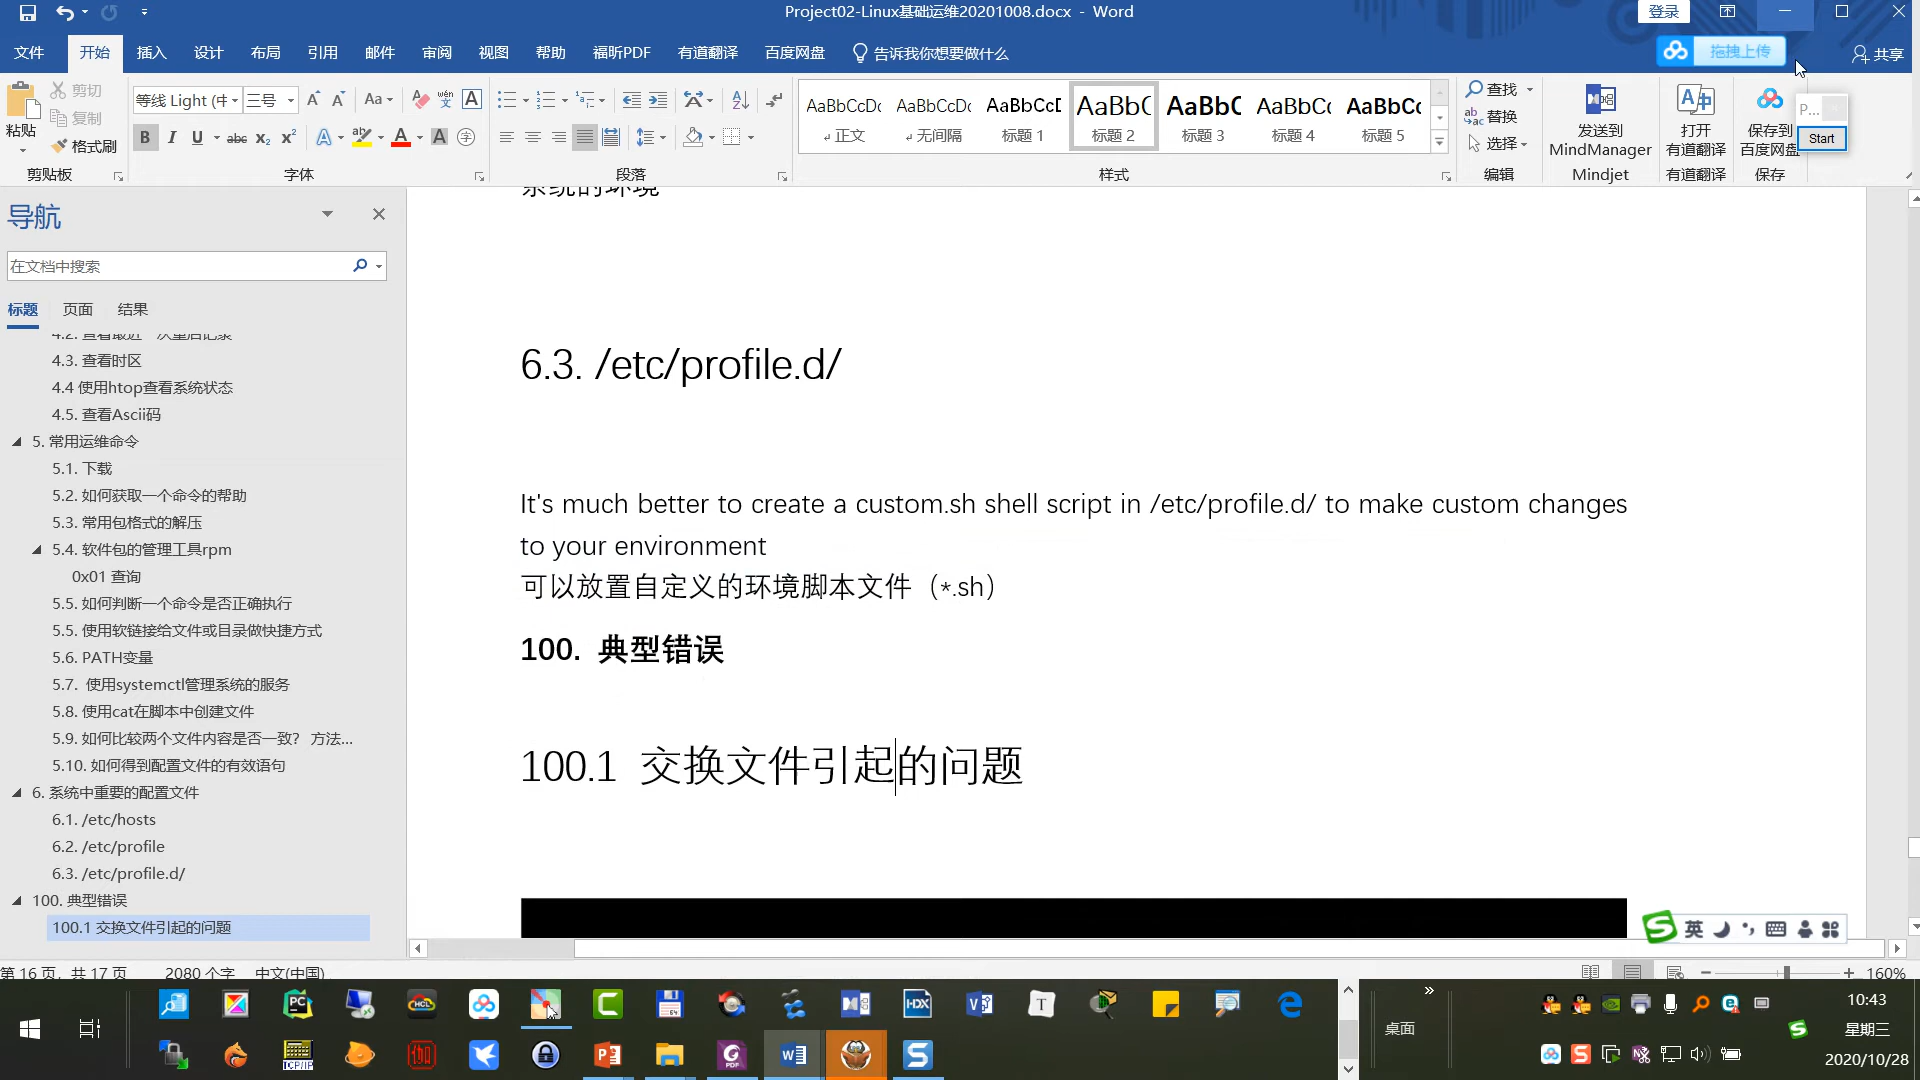 Project02-Linux基础运维20201008.docx - Word
登录
文件 开始 插入 设计 布局 引用 邮件 审阅 视图 帮助 福昕PDF 有道翻译 百度网盘 告诉我你想要做什么
拖拽上传
共享
粘贴
剪切
复制
格式刷
剪贴板
等线 Light (中
三号
字体
段落
AaBbCcDc AaBbCcDc AaBbCcD AaBbC AaBbC AaBbCc AaBbCc
正文 无间隔 标题 1 标题 2 标题 3 标题 4 标题 5
样式
查找
替换
选择
编辑
发送到
MindManager
Mindjet
打开
有道翻译
有道翻译
保存到
百度网盘
保存
P...
Start
导航
在文档中搜索
标题 页面 结果
4.2. 查看最近一次重启记录
4.3. 查看时区
4.4 使用htop查看系统状态
4.5. 查看Ascii码
5. 常用运维命令
5.1. 下载
5.2. 如何获取一个命令的帮助
5.3. 常用包格式的解压
5.4. 软件包的管理工具rpm
0x01 查询
5.5. 如何判断一个命令是否正确执行
5.5. 使用软链接给文件或目录做快捷方式
5.6. PATH变量
5.7. 使用systemctl管理系统的服务
5.8. 使用cat在脚本中创建文件
5.9. 如何比较两个文件内容是否一致？ 方法...
5.10. 如何得到配置文件的有效语句
6. 系统中重要的配置文件
6.1. /etc/hosts
6.2. /etc/profile
6.3. /etc/profile.d/
100. 典型错误
100.1 交换文件引起的问题
系统的环境
6.3. /etc/profile.d/
It's much better to create a custom.sh shell script in /etc/profile.d/ to make custom changes
to your environment
可以放置自定义的环境脚本文件（*.sh）
100. 典型错误
100.1 交换文件引起的问题
英
第 16 页，共 17 页 2080 个字 中文(中国)
160%
桌面
10:43
星期三
2020/10/28